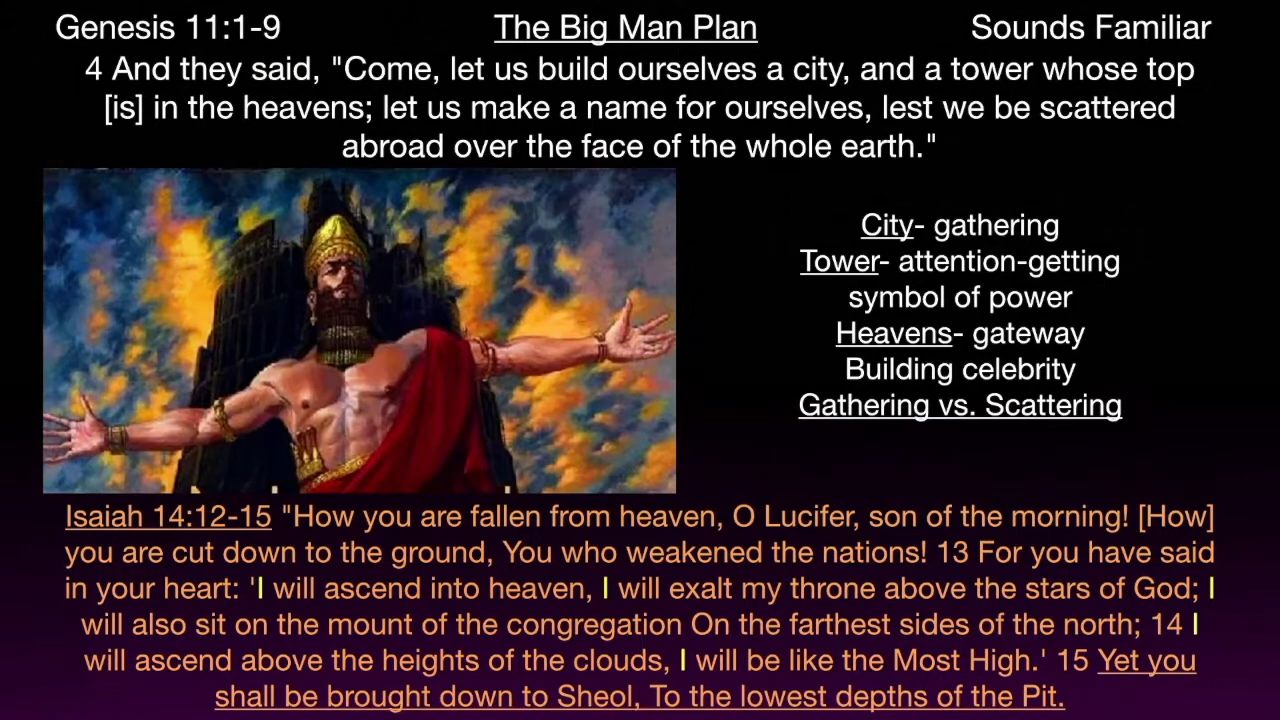 Genesis 11:1-9 The Big Man Plan Sounds Familiar
4 And they said, "Come, let us build ourselves a city, and a tower whose top
[is] in the heavens; let us make a name for ourselves, lest we be scattered
abroad over the face of the whole earth."
City- gathering
Tower- attention-getting
symbol of power
Heavens- gateway
Building celebrity
Gathering vs. Scattering
Isaiah 14:12-15 "How you are fallen from heaven, O Lucifer, son of the morning! [How]
you are cut down to the ground, You who weakened the nations! 13 For you have said
in your heart: 'I will ascend into heaven, I will exalt my throne above the stars of God; I
will also sit on the mount of the congregation On the farthest sides of the north; 14 I
will ascend above the heights of the clouds, I will be like the Most High.' 15 Yet you
shall be brought down to Sheol, To the lowest depths of the Pit.